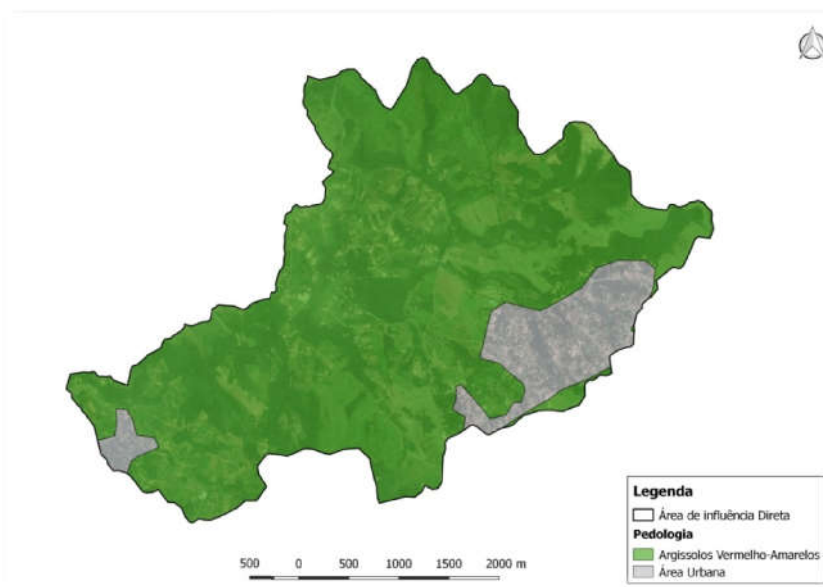 500 0 500 1000 1500 2000 m
Legenda
Área de influência Direta
Pedologia
Argissolos Vermelho-Amarelos
Área Urbana